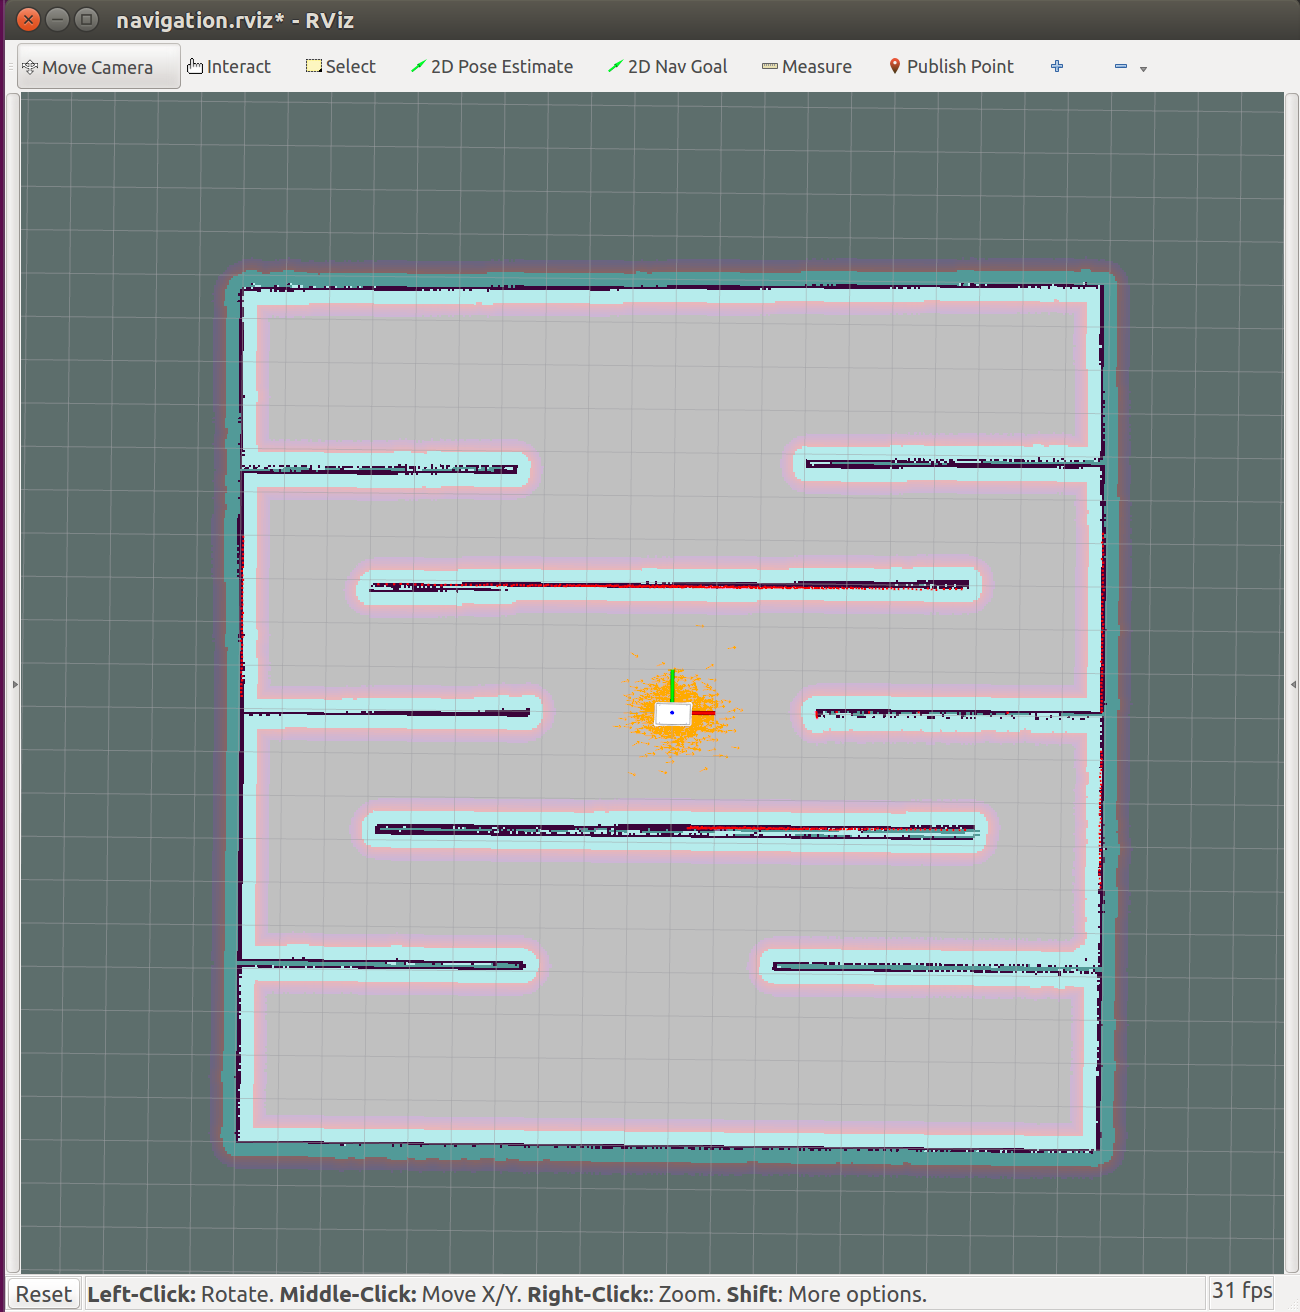 navigation.rviz* - RViz
Move Camera Interact Select 2D Pose Estimate 2D Nav Goal Measure Publish Point
Reset Left-Click: Rotate. Middle-Click: Move X/Y. Right-Click:: Zoom. Shift: More options. 31 fps